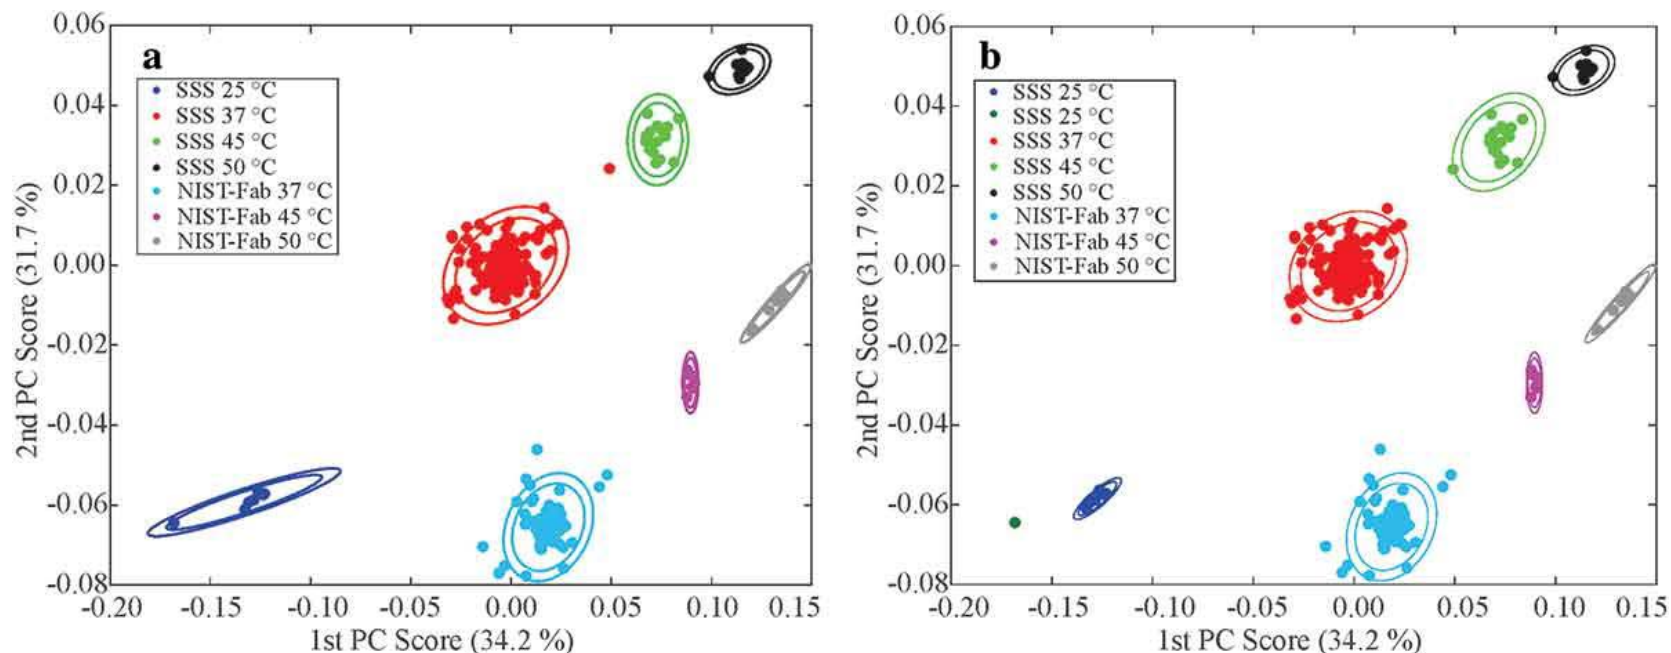 a
SSS 25 °C
SSS 37 °C
SSS 45 °C
SSS 50 °C
NIST-Fab 37 °C
NIST-Fab 45 °C
NIST-Fab 50 °C
0.06
0.04
0.02
0.00
-0.02
-0.04
-0.06
-0.08
2nd PC Score (31.7 %)
-0.20 -0.15 -0.10 -0.05 0.00 0.05 0.10 0.15
1st PC Score (34.2 %)
b
SSS 25 °C
SSS 25 °C
SSS 37 °C
SSS 45 °C
SSS 50 °C
NIST-Fab 37 °C
NIST-Fab 45 °C
NIST-Fab 50 °C
0.06
0.04
0.02
0.00
-0.02
-0.04
-0.06
-0.08
2nd PC Score (31.7 %)
-0.20 -0.15 -0.10 -0.05 0.00 0.05 0.10 0.15
1st PC Score (34.2 %)